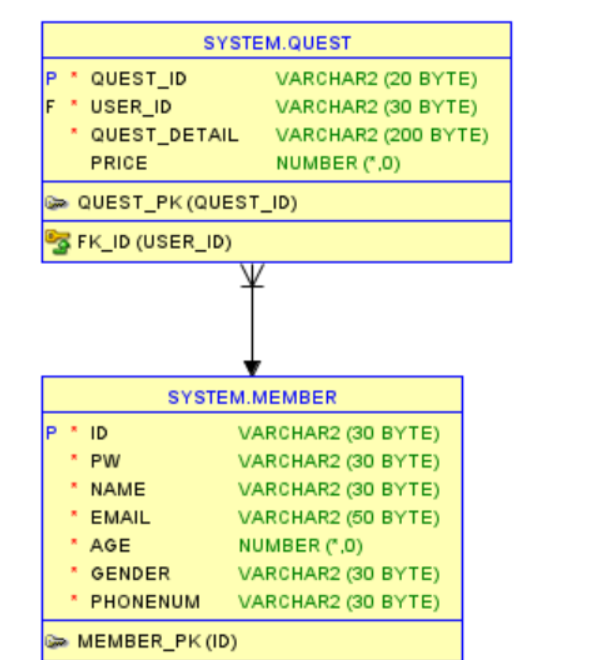 SYSTEM.QUEST
P * QUEST_ID VARCHAR2 (20 BYTE)
F * USER_ID VARCHAR2 (30 BYTE)
* QUEST_DETAIL VARCHAR2 (200 BYTE)
PRICE NUMBER (*,0)
QUEST_PK (QUEST_ID)
FK_ID (USER_ID)
SYSTEM.MEMBER
P * ID VARCHAR2 (30 BYTE)
* PW VARCHAR2 (30 BYTE)
* NAME VARCHAR2 (30 BYTE)
* EMAIL VARCHAR2 (50 BYTE)
* AGE NUMBER (*,0)
* GENDER VARCHAR2 (30 BYTE)
* PHONENUM VARCHAR2 (30 BYTE)
MEMBER_PK (ID)